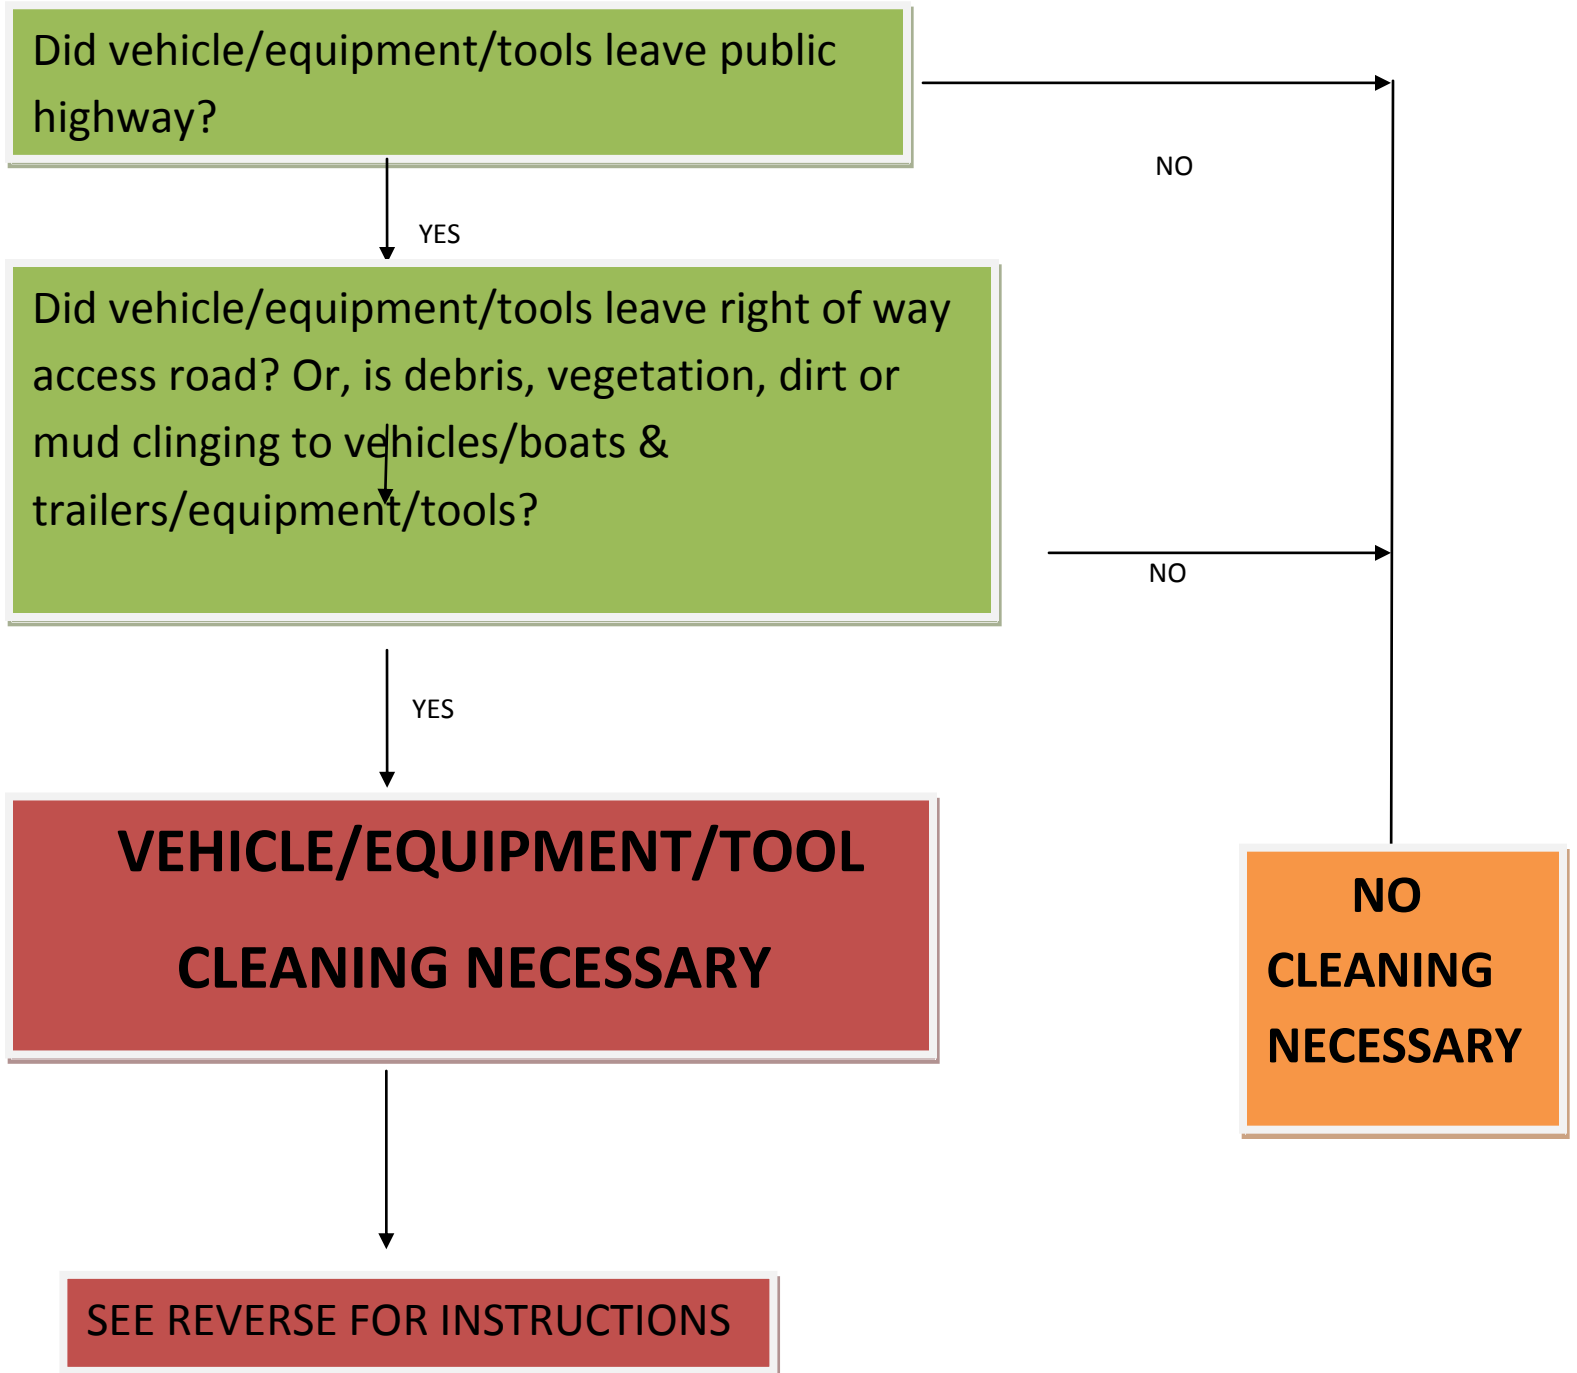 Did vehicle/equipment/tools leave public
highway?
NO
YES
Did vehicle/equipment/tools leave right of way
access road? Or, is debris, vegetation, dirt or
mud clinging to vehicles/boats &
trailers/equipment/tools?
NO
YES
VEHICLE/EQUIPMENT/TOOL
CLEANING NECESSARY
NO
CLEANING
NECESSARY
SEE REVERSE FOR INSTRUCTIONS